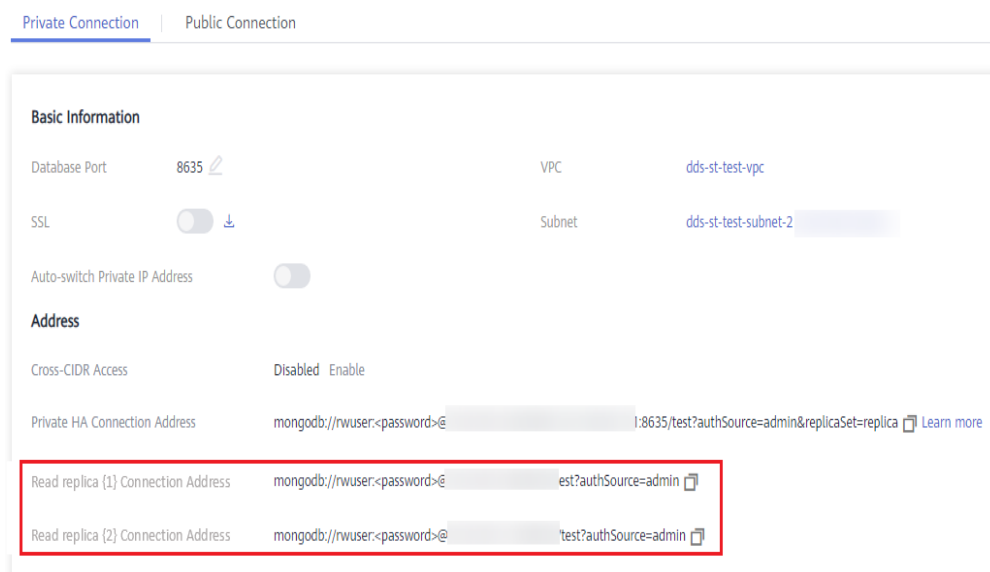 Private Connection Public Connection
Basic Information
Database Port 8635 VPC dds-st-test-vpc
SSL Subnet dds-st-test-subnet-2
Auto-switch Private IP Address
Address
Cross-CIDR Access Disabled Enable
Private HA Connection Address mongodb://rwuser:<password>@ :8635/test?authSource=admin&replicaSet=replica Learn more
Read replica {1} Connection Address mongodb://rwuser:<password>@ est?authSource=admin
Read replica {2} Connection Address mongodb://rwuser:<password>@ /test?authSource=admin